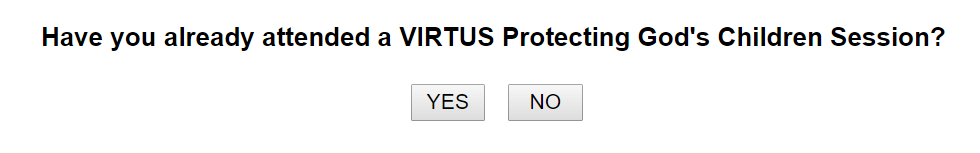 Have you already attended a VIRTUS Protecting God's Children Session?
YES NO